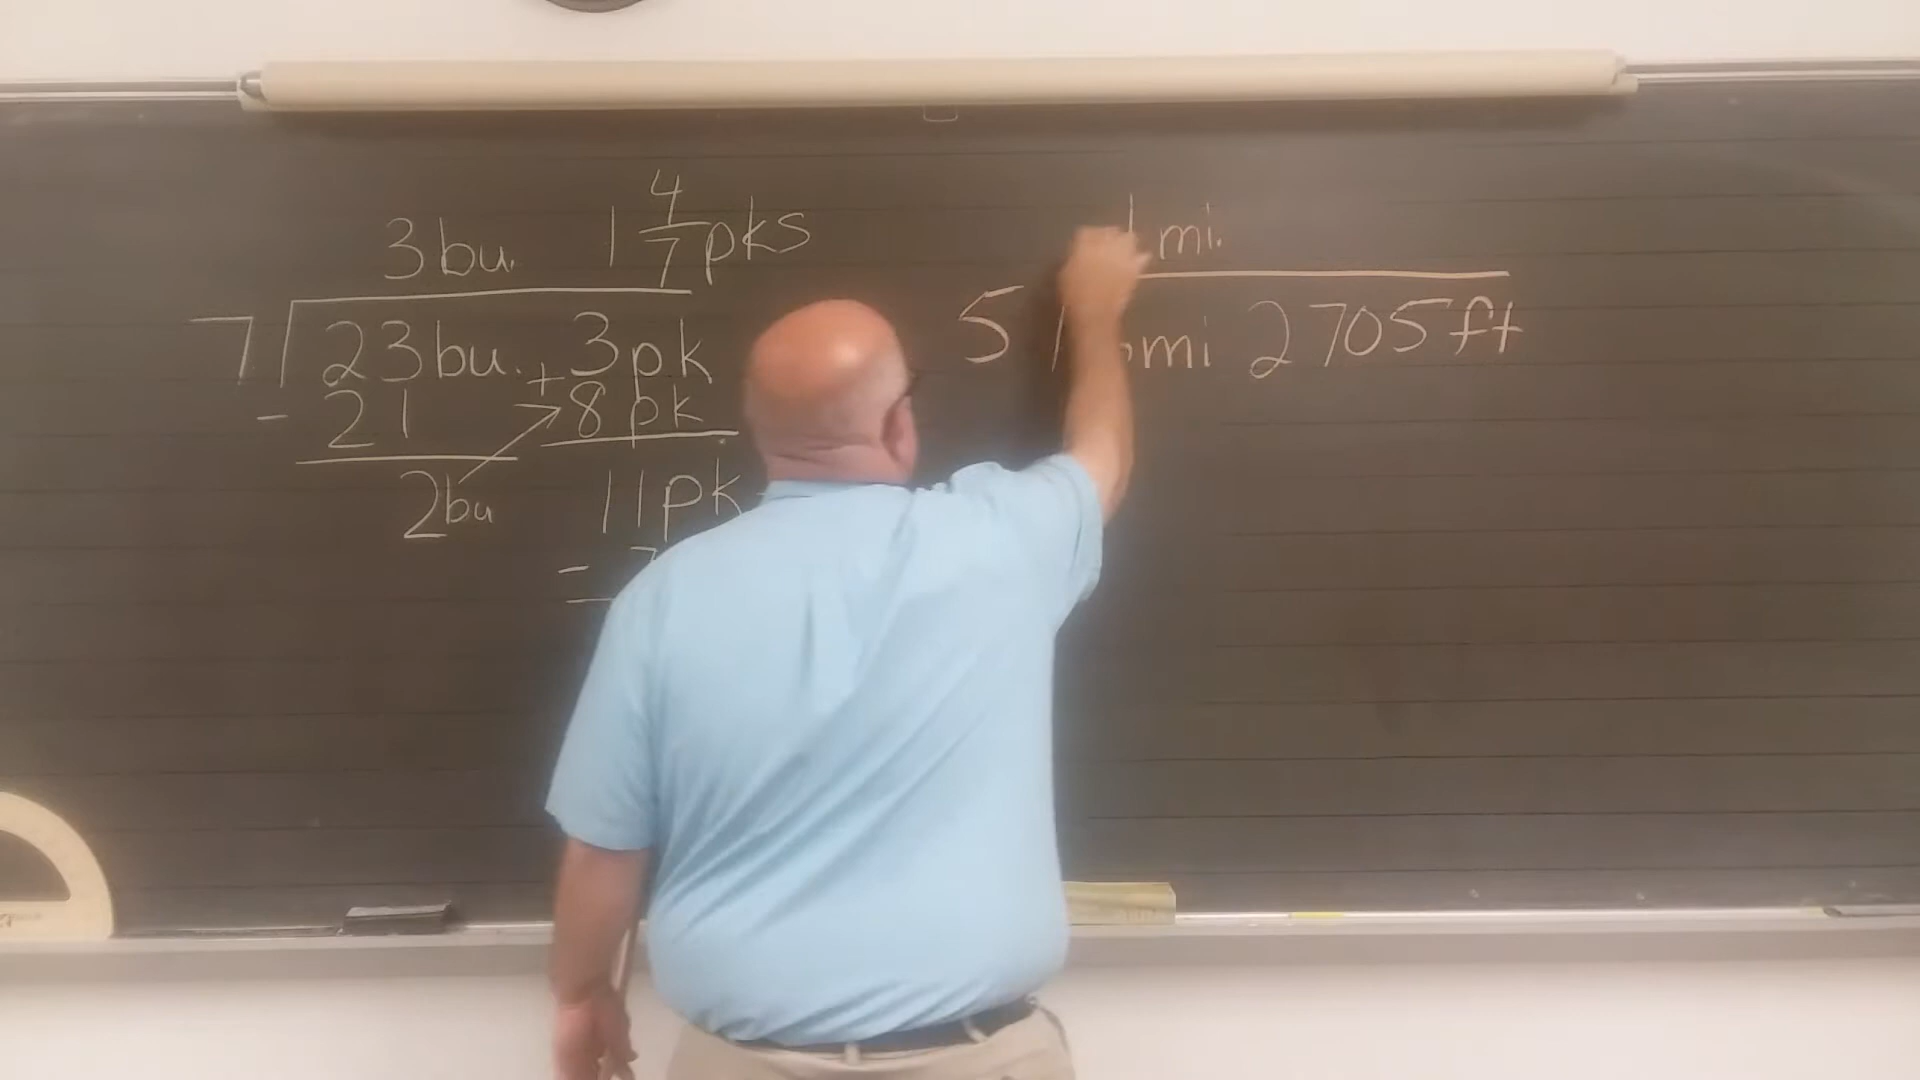 3bu. 1 4/7 pks
7 23bu. + 3pk
- 21 8 pk
2bu 11pk
-
mi.
5 mi 2705 ft